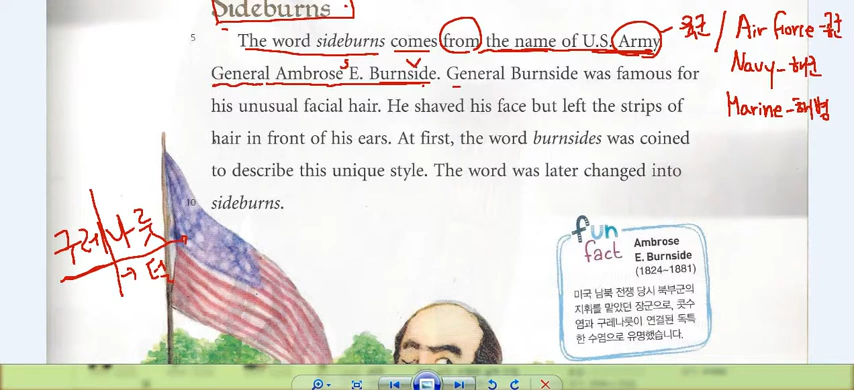 Sideburns
5 The word sideburns comes from the name of U.S. Army
General Ambrose E. Burnside. General Burnside was famous for
his unusual facial hair. He shaved his face but left the strips of
hair in front of his ears. At first, the word burnsides was coined
to describe this unique style. The word was later changed into
10 sideburns.
육군 / Air force - 공군
Navy - 해군
Marine - 해병
구레나룻
→ 턴
fun
fact
Ambrose
E. Burnside
(1824~1881)
미국 남북 전쟁 당시 북부군의
지휘를 맡았던 장군으로, 콧수
염과 구레나룻이 연결된 독특
한 수염으로 유명했습니다.